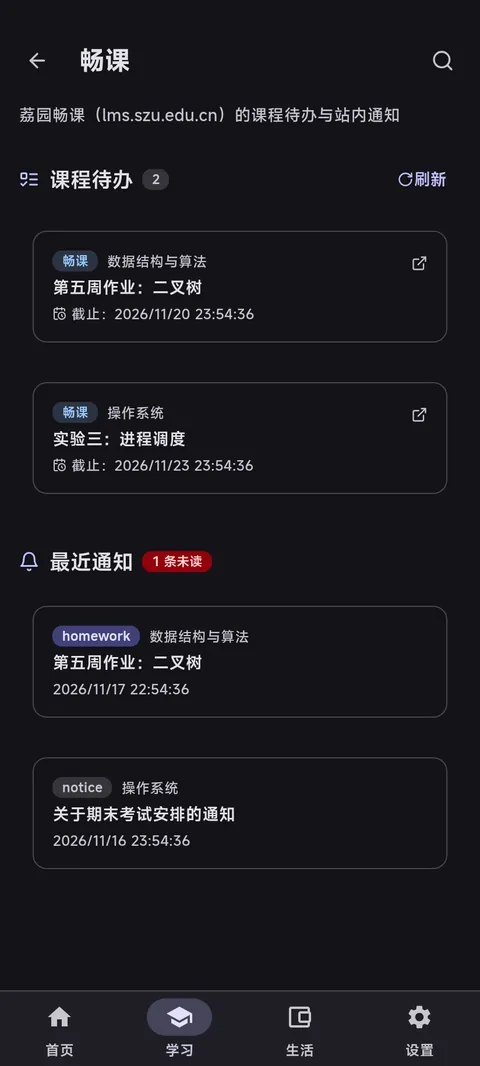 畅课
荔园畅课（lms.szu.edu.cn）的课程待办与站内通知
课程待办 2 刷新
畅课 数据结构与算法
第五周作业：二叉树
截止：2026/11/20 23:54:36
畅课 操作系统
实验三：进程调度
截止：2026/11/23 23:54:36
最近通知 1 条未读
homework 数据结构与算法
第五周作业：二叉树
2026/11/17 22:54:36
notice 操作系统
关于期末考试安排的通知
2026/11/16 23:54:36
首页 学习 生活 设置